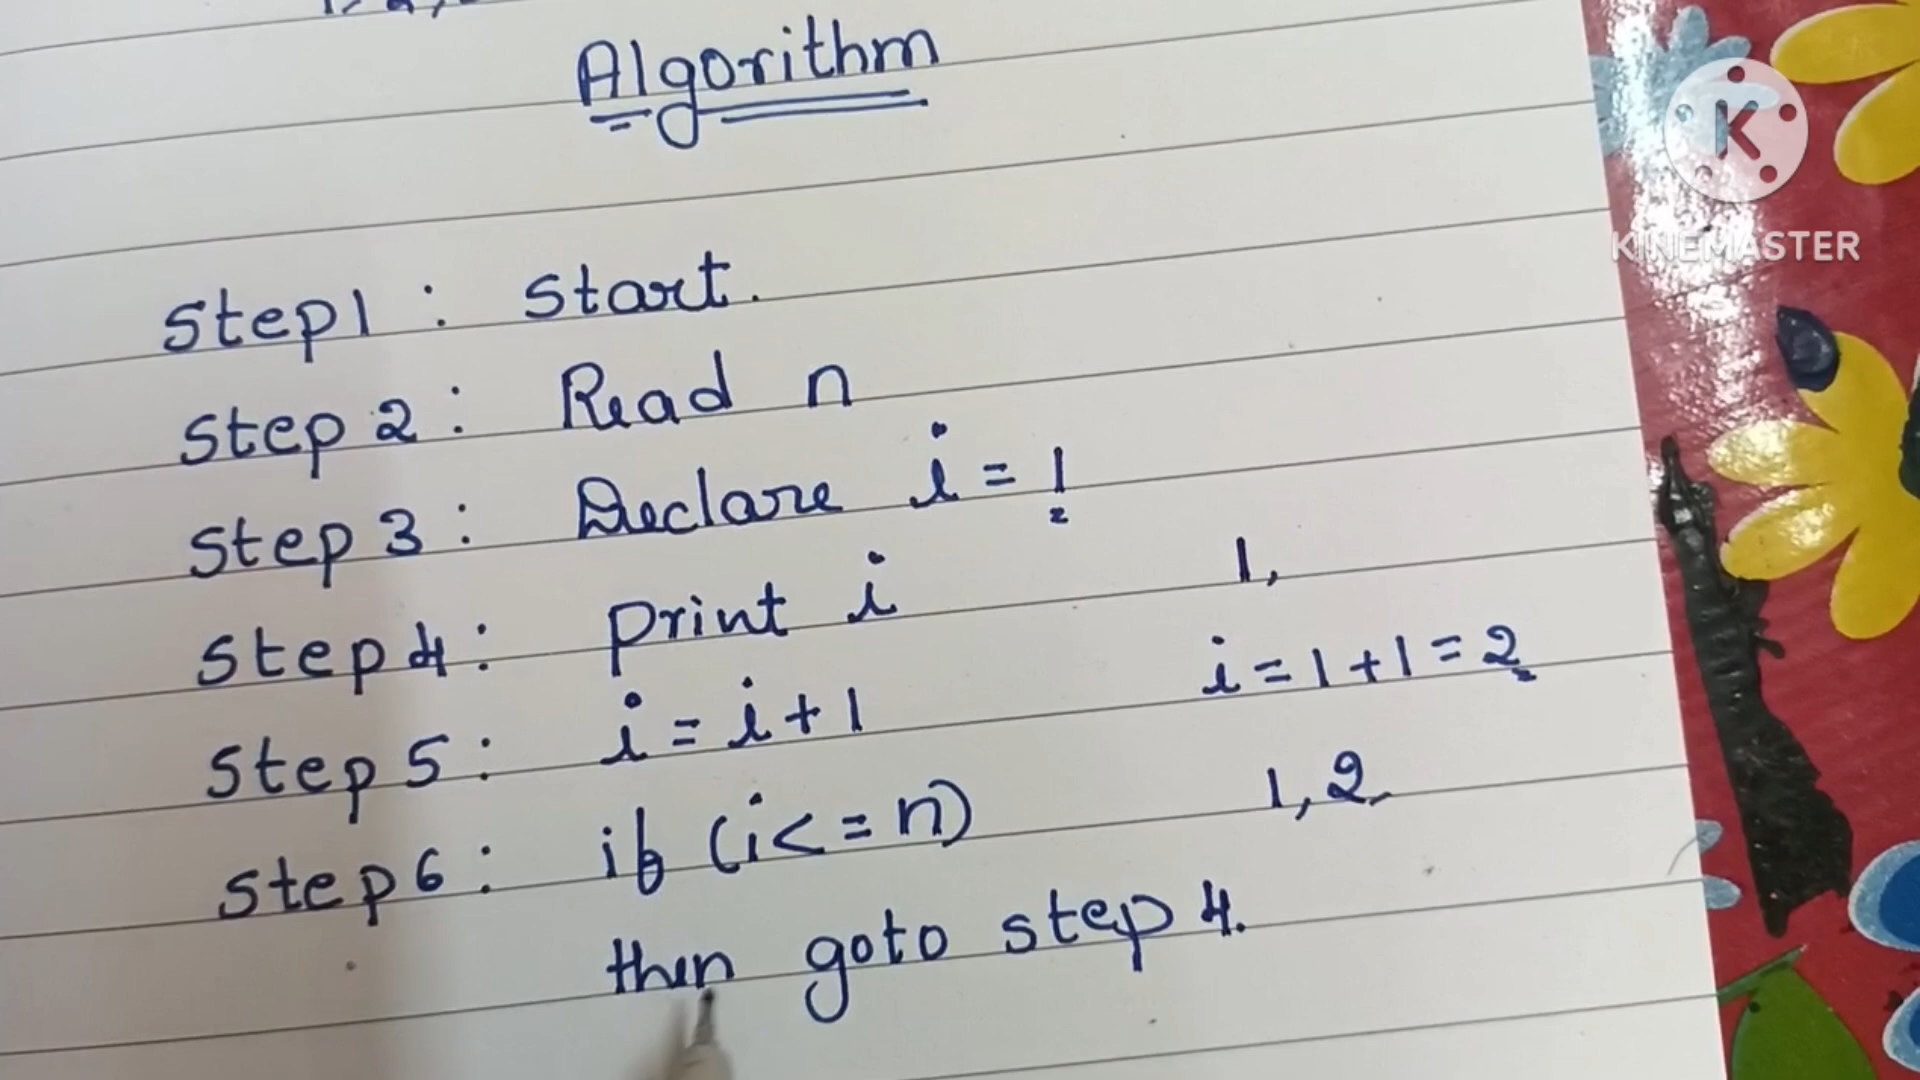 Algorithm
Step1 : Start.
Step 2 : Read n
Step 3 : Declare i = 1
Step 4 : Print i 1,
Step 5 : i = i + 1 i = 1 + 1 = 2
Step 6 : if (i <= n) 1, 2,
then goto step 4.
K
KINEMASTER